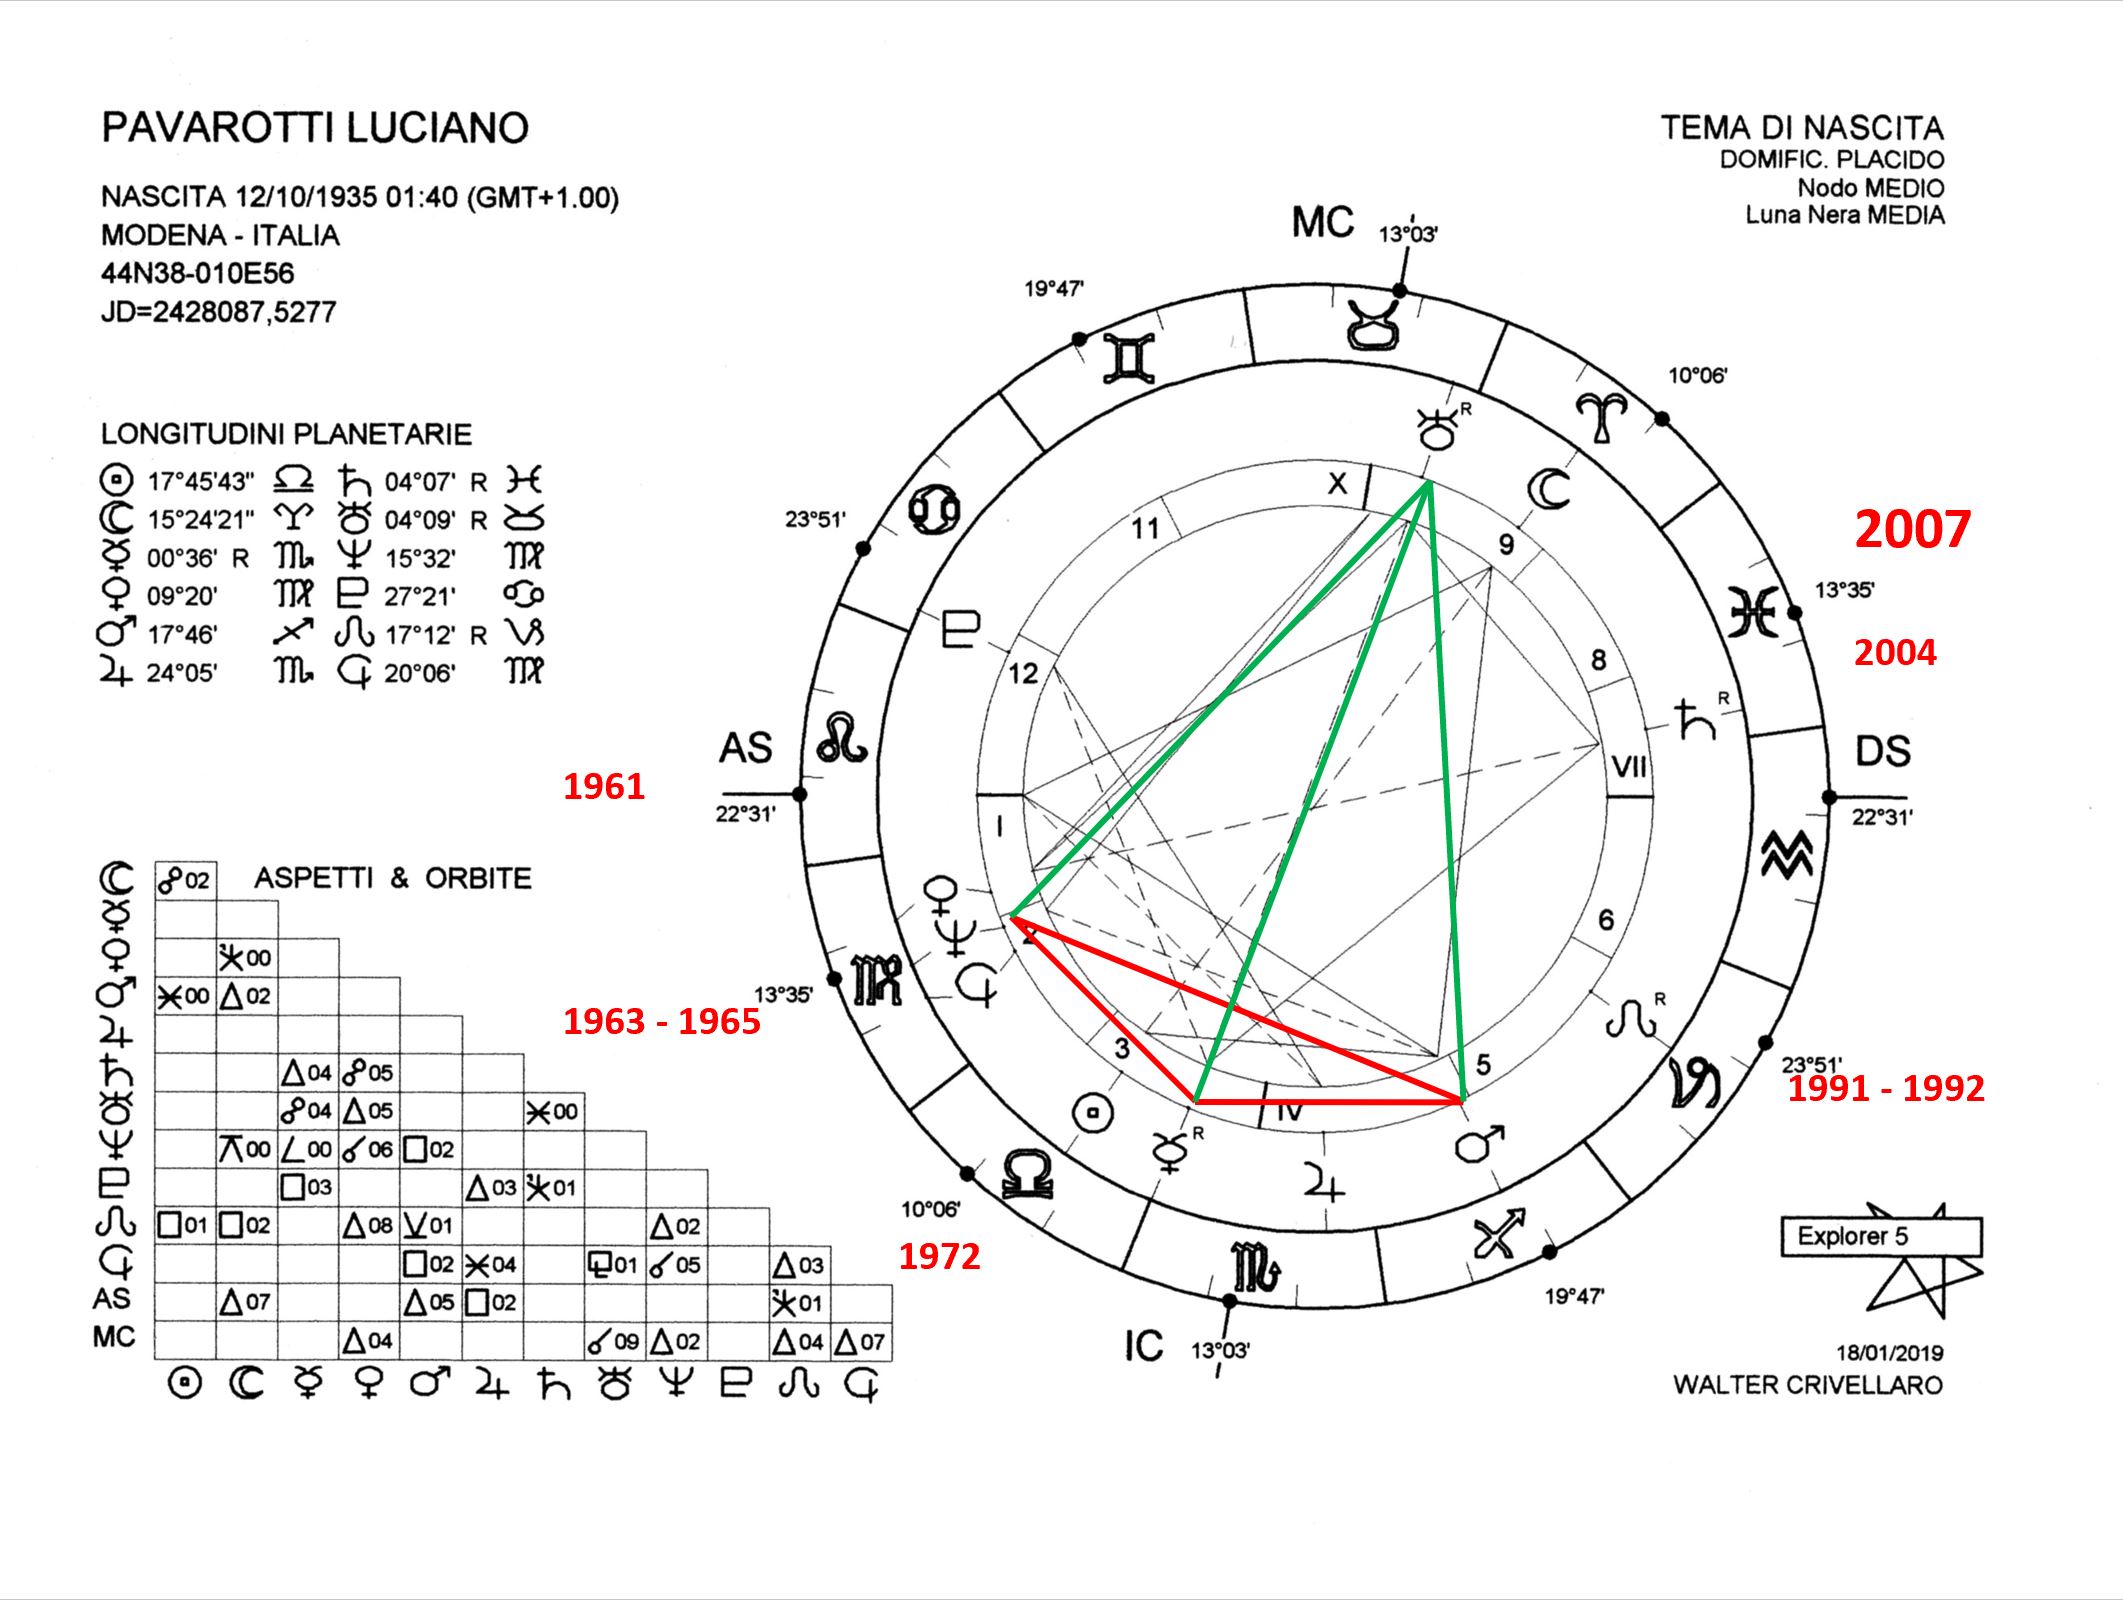 PAVAROTTI LUCIANO
NASCITA 12/10/1935 01:40 (GMT+1.00)
MODENA - ITALIA
44N38-010E56
JD=2428087,5277
TEMA DI NASCITA
DOMIFIC. PLACIDO
Nodo MEDIO
Luna Nera MEDIA
LONGITUDINI PLANETARIE
☉ 17°45'43" ♎ ♄ 04°07' R ♓
☾ 15°24'21" ♈ ♅ 04°09' R ♉
☿ 00°36' R ♏ ♆ 15°32' ♍
♀ 09°20' ♍ ♇ 27°21' ♋
♂ 17°46' ♐ ☊ 17°12' R ♑
♃ 24°05' ♏ ⚸ 20°06' ♍
MC 13°03'
19°47'
10°06'
23°51'
13°35'
2007
2004
AS
22°31'
DS
22°31'
1961
X
11
9
12
8
I
VII
2
6
3
5
IV
R
R
R
R
13°35'
1963 - 1965
23°51'
1991 - 1992
10°06'
1972
19°47'
IC 13°03'
ASPETTI & ORBITE
☾ ☍02
☿
♀ 00
♂ 00 △02
♃
♄ △04 ☍05
♅ ☍04 △05 00
♆ 00 ∠00 ☌06 □02
♇ □03 △03 01
☊ □01 □02 △08 01 △02
⚸ □02 04 01 ☌05 △03
AS △07 △05 □02 01
MC △04 ☌09 △02 △04 △07
☉ ☾ ☿ ♀ ♂ ♃ ♄ ♅ ♆ ♇ ☊ ⚸
Explorer 5
18/01/2019
WALTER CRIVELLARO